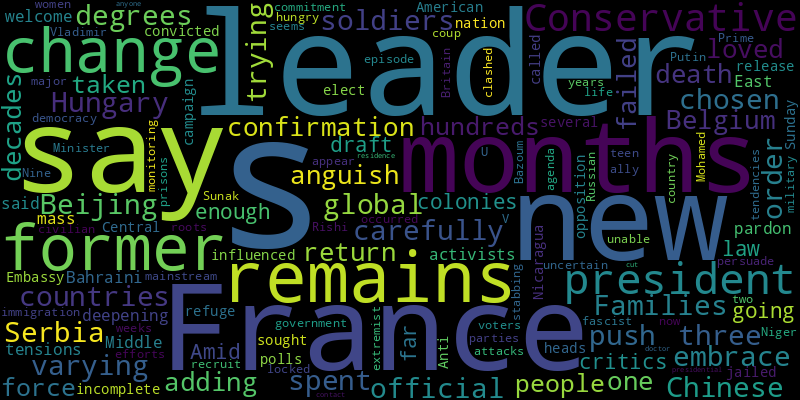 women Vladimir hungry commitment American
welcome degrees convicted trying seems soldiers nation Conservative
change leader coup called loved Prime
taken episode clashed Britain failed death Putin release
major decades Hungary campaign elect years life East
democracy says confirmation hundreds months several Belgium chosen
Minister monitoring draft U teen ally Mohamed military Sunday
Nine prisons anguish appear residence Bazoum agenda Russian country order tendencies
said Beijing Sunak enough global colonies V new opposition pardon
mass civilian Central roots influenced Rishi occurred carefully unable law
former return activists Nicaragua persuade
Embassy Bahraini mainstream remains stabbing uncertain cut president two
immigration countries refuge France voters fascist Families now going
deepening government extremist far Anti parties push three Niger
Serbia weeks Middle Amid sought polls attacks critics doctor embrace
tensions efforts varying recruit locked heads presidential jailed
force incomplete adding spent official contact people one Chinese
anyone
s